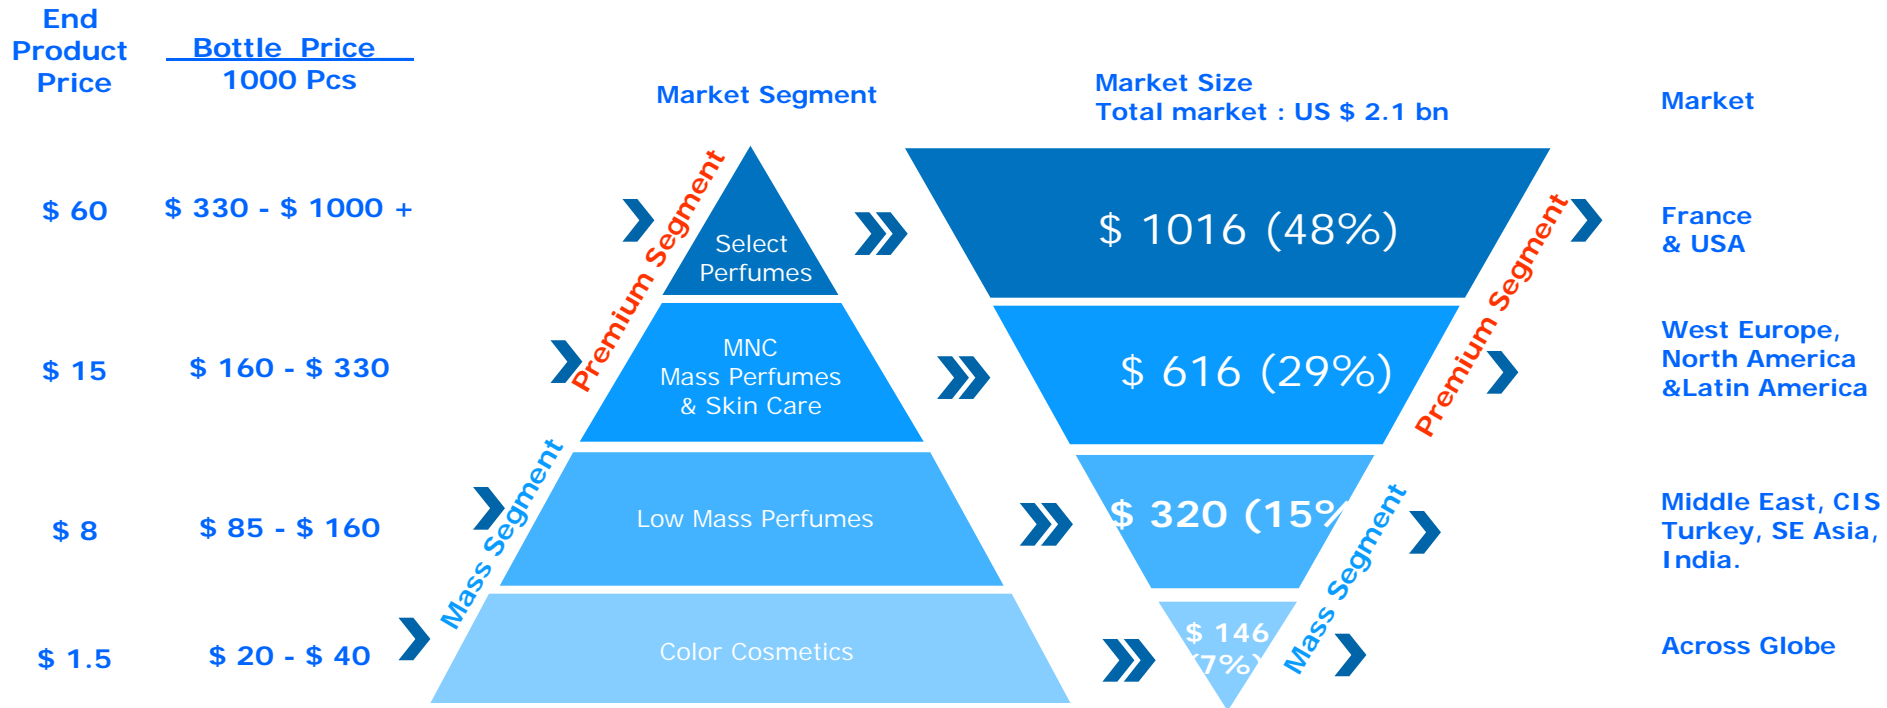 End
Product
Price
Bottle Price
1000 Pcs
Market Segment
Market Size
Total market : US $ 2.1 bn
Market
$ 60
$ 330 - $ 1000 +
Premium Segment
Select
Perfumes
$ 1016 (48%)
Premium Segment
France
& USA
$ 15
$ 160 - $ 330
MNC
Mass Perfumes
& Skin Care
$ 616 (29%)
West Europe,
North America
&Latin America
$ 8
$ 85 - $ 160
Mass Segment
Low Mass Perfumes
$ 320 (15%
Mass Segment
Middle East, CIS
Turkey, SE Asia,
India.
$ 1.5
$ 20 - $ 40
Color Cosmetics
$ 146
(7%)
Across Globe